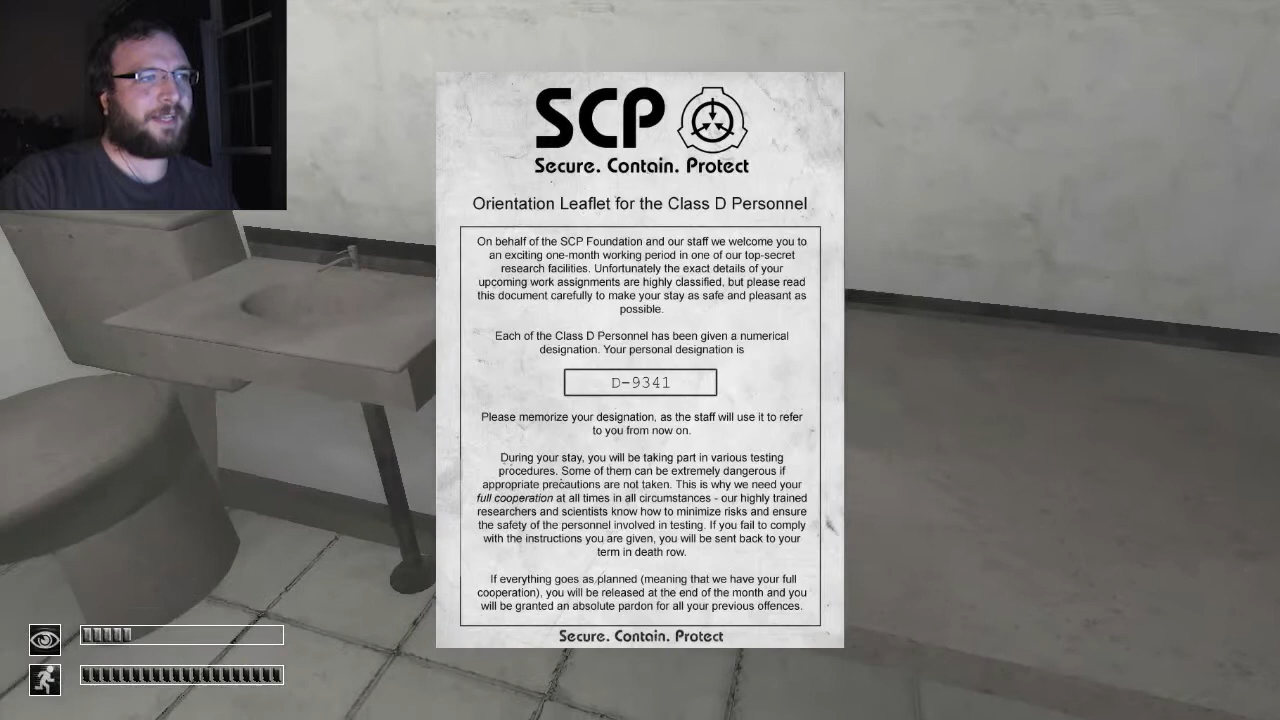 SCP
Secure. Contain. Protect
Orientation Leaflet for the Class D Personnel
On behalf of the SCP Foundation and our staff we welcome you to
an exciting one-month working period in one of our top-secret
research facilities. Unfortunately the exact details of your
upcoming work assignments are highly classified, but please read
this document carefully to make your stay as safe and pleasant as
possible.
Each of the Class D Personnel has been given a numerical
designation. Your personal designation is
D-9341
Please memorize your designation, as the staff will use it to refer
to you from now on.
During your stay, you will be taking part in various testing
procedures. Some of them can be extremely dangerous if
appropriate precautions are not taken. This is why we need your
full cooperation at all times in all circumstances - our highly trained
researchers and scientists know how to minimize risks and ensure
the safety of the personnel involved in testing. If you fail to comply
with the instructions you are given, you will be sent back to your
term in death row.
If everything goes as planned (meaning that we have your full
cooperation), you will be released at the end of the month and you
will be granted an absolute pardon for all your previous offences.
Secure. Contain. Protect